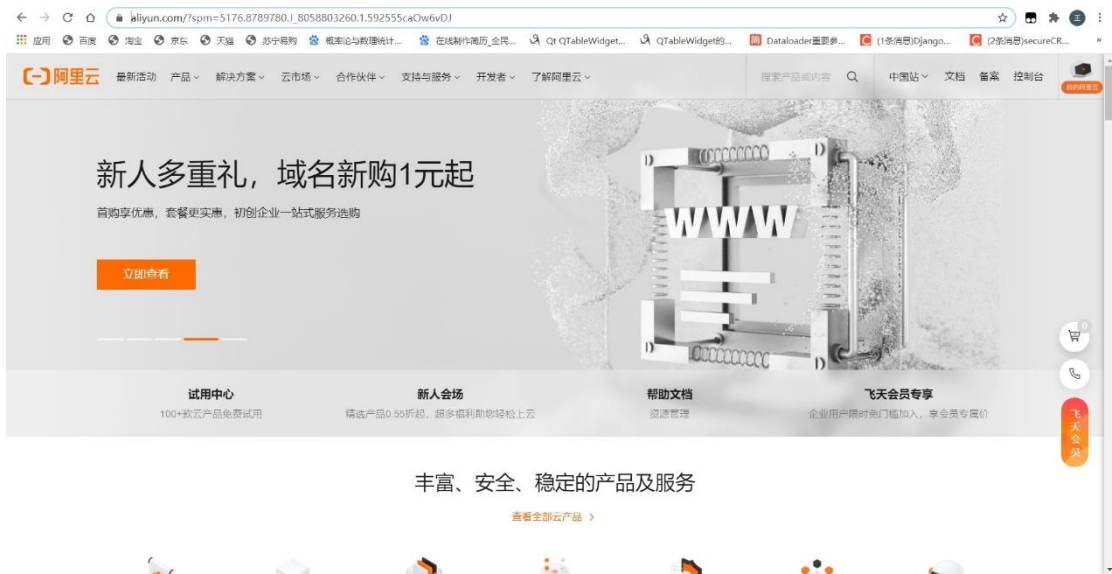 aliyun.com/?spm=5176.8789780.J_8058803260.1.592555caOw6vDJ
王
应用 百度 淘宝 京东 天猫 苏宁易购 概率论与数理统计... 在线制作简历_全民... Qt QTableWidget... QTableWidget的... Dataloader重要参... (1条消息)Django... (2条消息)secureCR... »
阿里云 最新活动 产品 解决方案 云市场 合作伙伴 支持与服务 开发者 了解阿里云 搜索产品或内容 中国站 文档 备案 控制台
我的阿里云
新人多重礼，域名新购1元起
首购享优惠，套餐更实惠，初创企业一站式服务选购
立即查看
WWW
0
试用中心 新人会场 帮助文档 飞天会员专享
100+款云产品免费试用 精选产品0.55折起，超多福利助您轻松上云 资源管理 企业用户限时免门槛加入，享会员专属价
飞天会员
丰富、安全、稳定的产品及服务
查看全部云产品 >